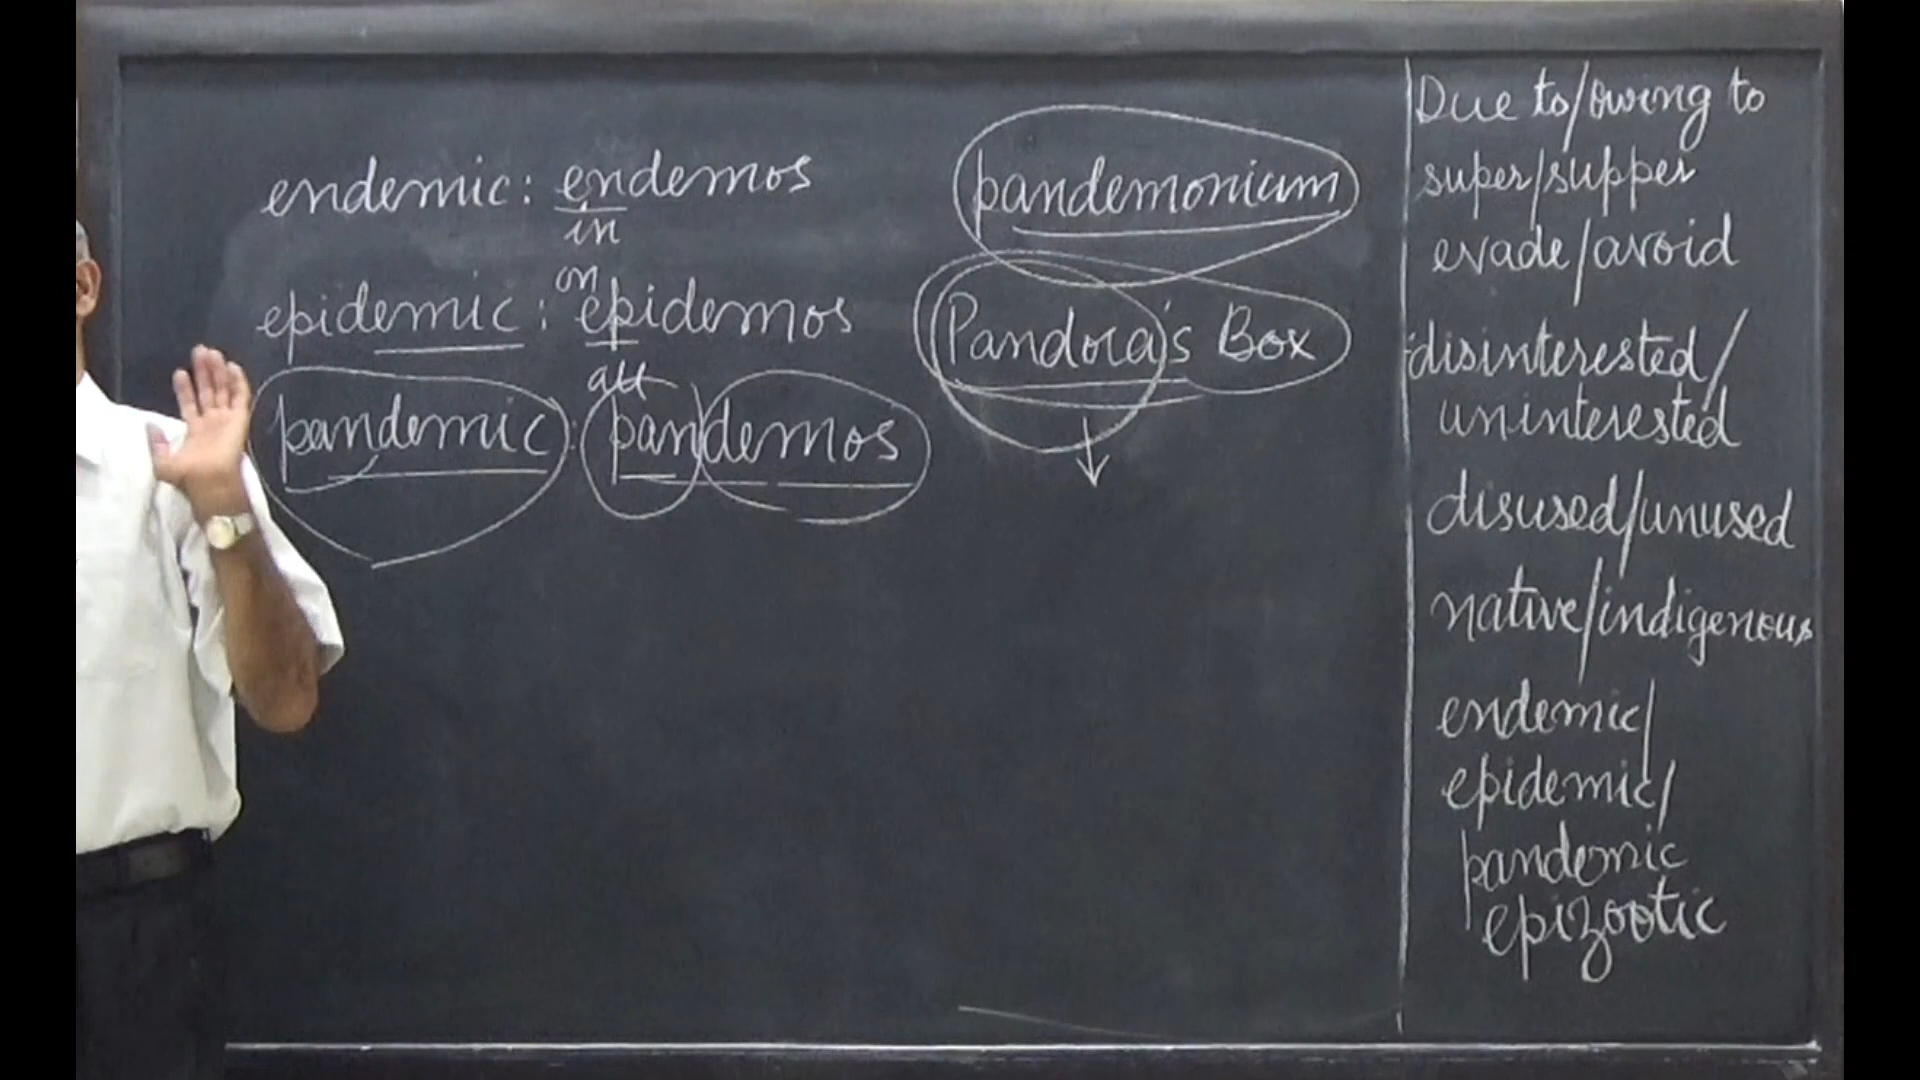 endemic: endemos
in
on
epidemic: epidemos
all
pandemic: pandemos
pandemonium
Pandora's Box
Due to/owing to
super/supper
evade/avoid
disinterested/
uninterested
disused/unused
native/indigenous
endemic/
epidemic/
pandemic
epizootic